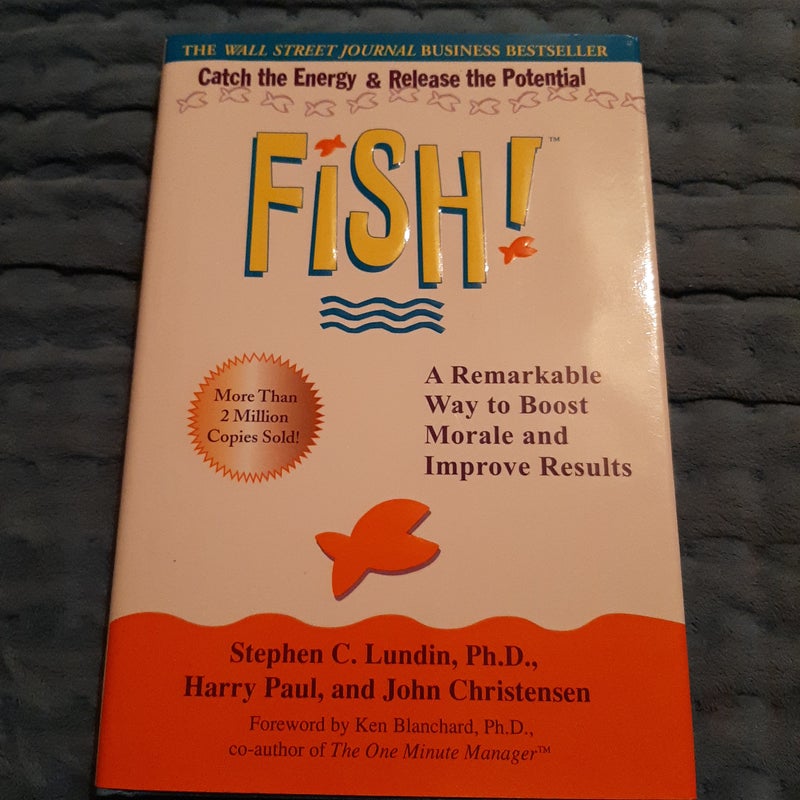 THE WALL STREET JOURNAL BUSINESS BESTSELLER
Catch the Energy & Release the Potential
FiSH!™
More Than
2 Million
Copies Sold!
A Remarkable
Way to Boost
Morale and
Improve Results
Stephen C. Lundin, Ph.D.,
Harry Paul, and John Christensen
Foreword by Ken Blanchard, Ph.D.,
co-author of The One Minute Manager™